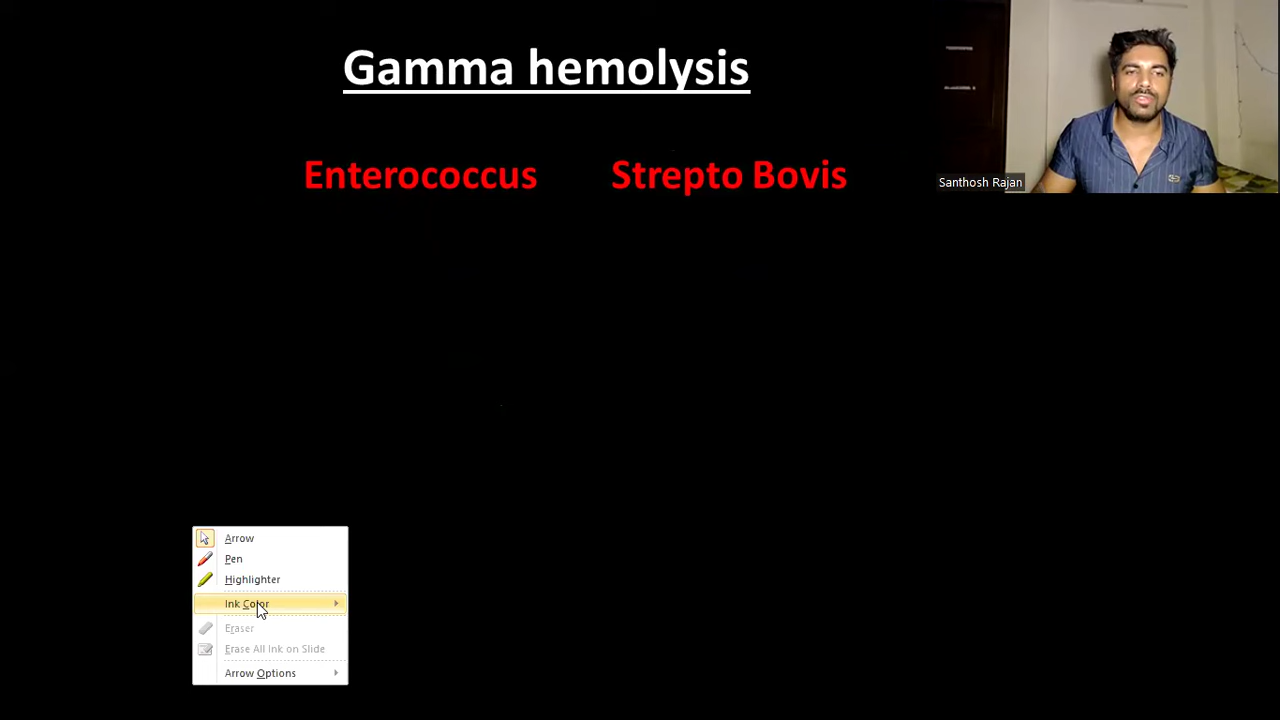 Gamma hemolysis
Enterococcus Strepto Bovis
Santhosh Rajan
Arrow
Pen
Highlighter
Ink Color
Eraser
Erase All Ink on Slide
Arrow Options